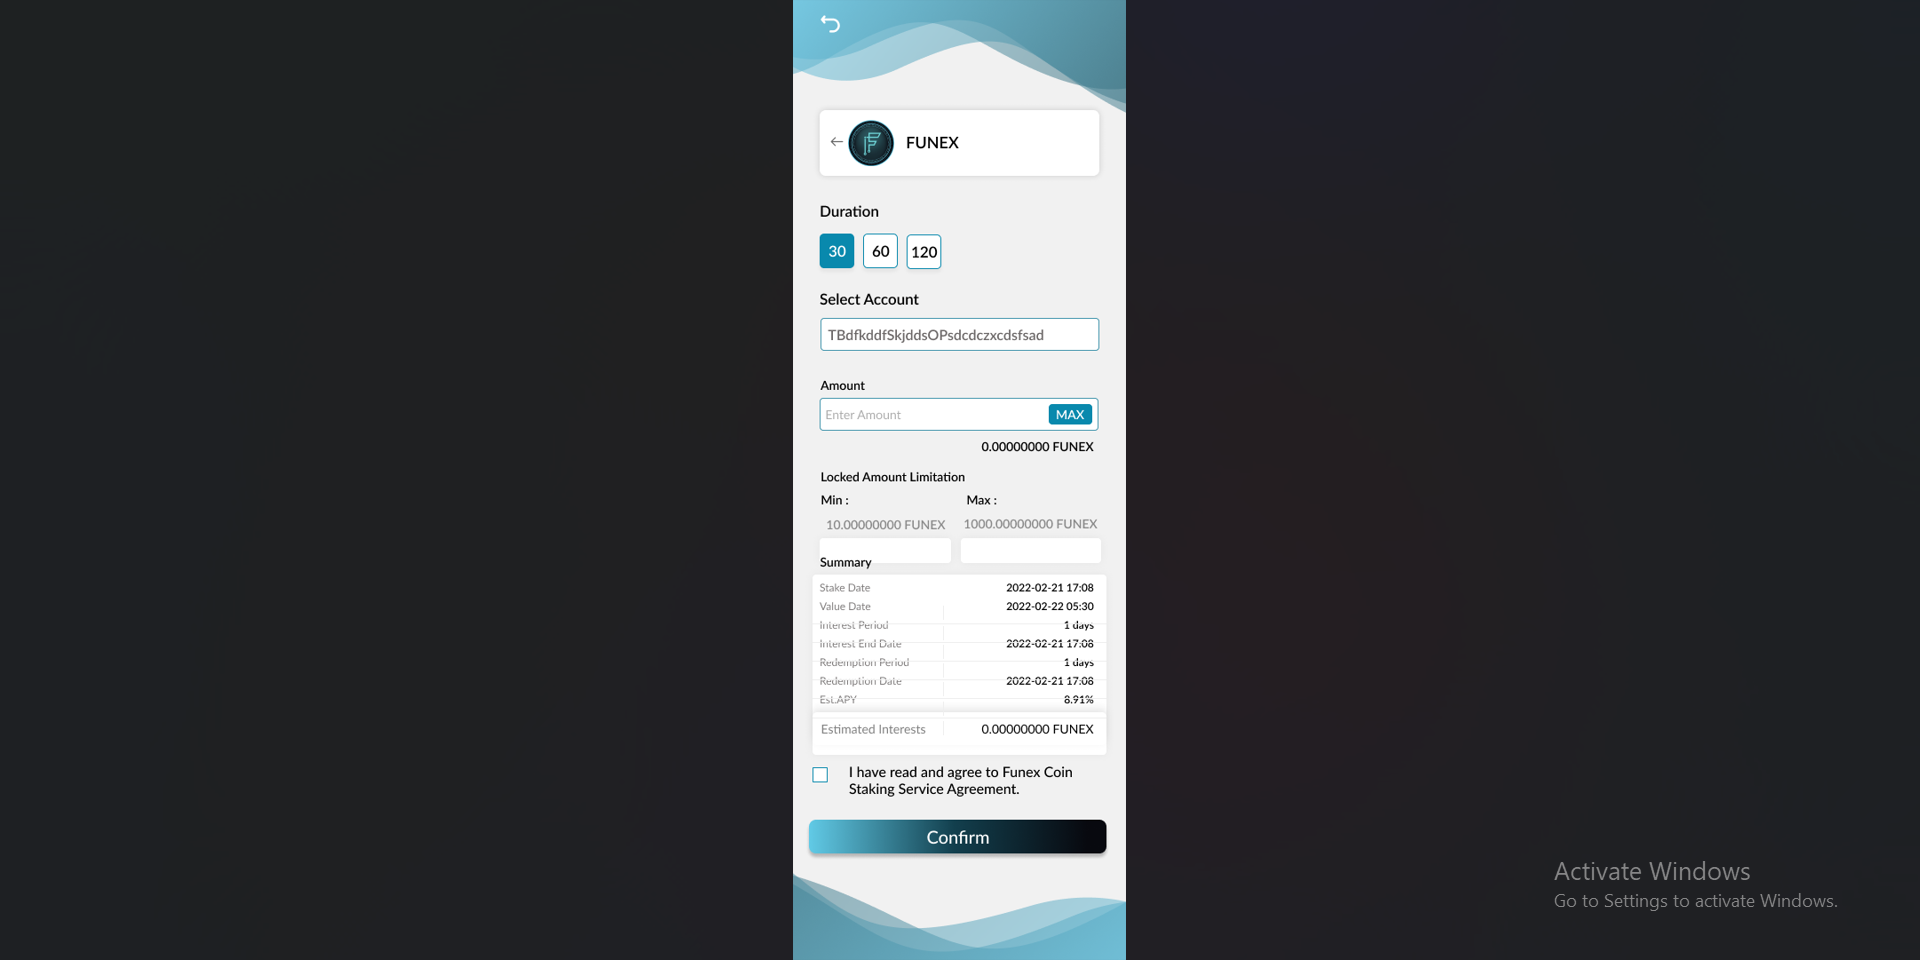 FUNEX
Duration
30 60 120
Select Account
TBdfkddfSkjddsOPsdcdczxcdsfsad
Amount
Enter Amount MAX
0.00000000 FUNEX
Locked Amount Limitation
Min : Max :
10.00000000 FUNEX 1000.00000000 FUNEX
Summary
Stake Date 2022-02-21 17:08
Value Date 2022-02-22 05:30
Interest Period 1 days
Interest End Date 2022-02-21 17:08
Redemption Period 1 days
Redemption Date 2022-02-21 17:08
Est.APY 8.91%
Estimated Interests 0.00000000 FUNEX
I have read and agree to Funex Coin
Staking Service Agreement.
Confirm
Activate Windows
Go to Settings to activate Windows.